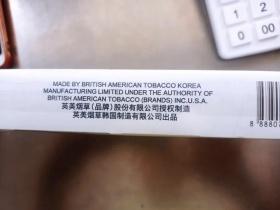 MADE BY BRITISH AMERICAN TOBACCO KOREA
MANUFACTURING LIMITED UNDER THE AUTHORITY OF
BRITISH AMERICAN TOBACCO (BRANDS) INC.U.S.A.
英美烟草(品牌)股份有限公司授权制造
英美烟草韩国制造有限公司出品